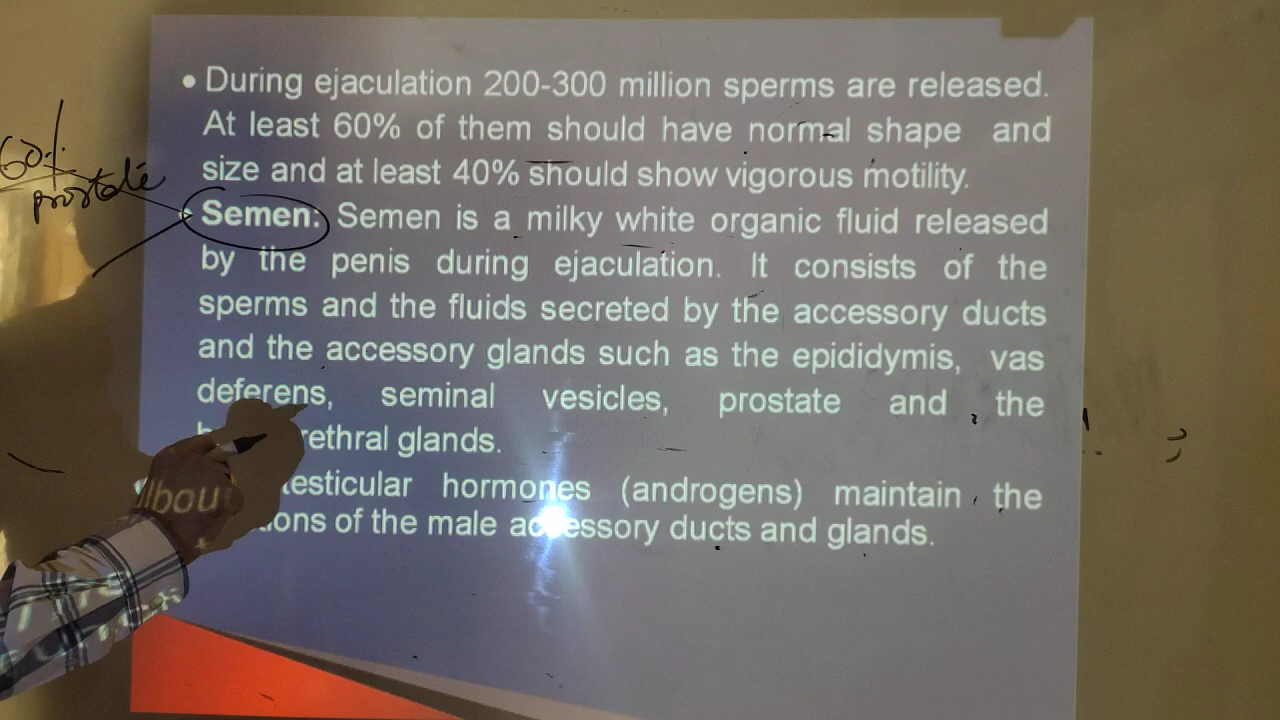 • During ejaculation 200-300 million sperms are released.
At least 60% of them should have normal shape and
size and at least 40% should show vigorous motility.
60%
prostate
Semen: Semen is a milky white organic fluid released
by the penis during ejaculation. It consists of the
sperms and the fluids secreted by the accessory ducts
and the accessory glands such as the epididymis, vas
deferens, seminal vesicles, prostate and the
lbou rethral glands.
testicular hormones (androgens) maintain the
ions of the male accessory ducts and glands.